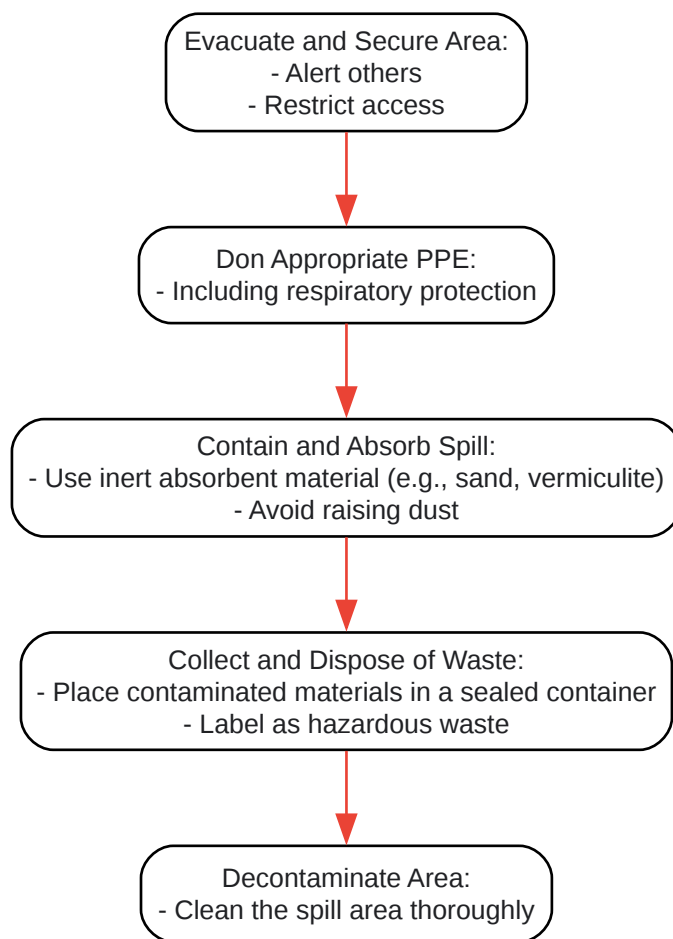 Evacuate and Secure Area:
- Alert others
- Restrict access
Don Appropriate PPE:
- Including respiratory protection
Contain and Absorb Spill:
- Use inert absorbent material (e.g., sand, vermiculite)
- Avoid raising dust
Collect and Dispose of Waste:
- Place contaminated materials in a sealed container
- Label as hazardous waste
Decontaminate Area:
- Clean the spill area thoroughly